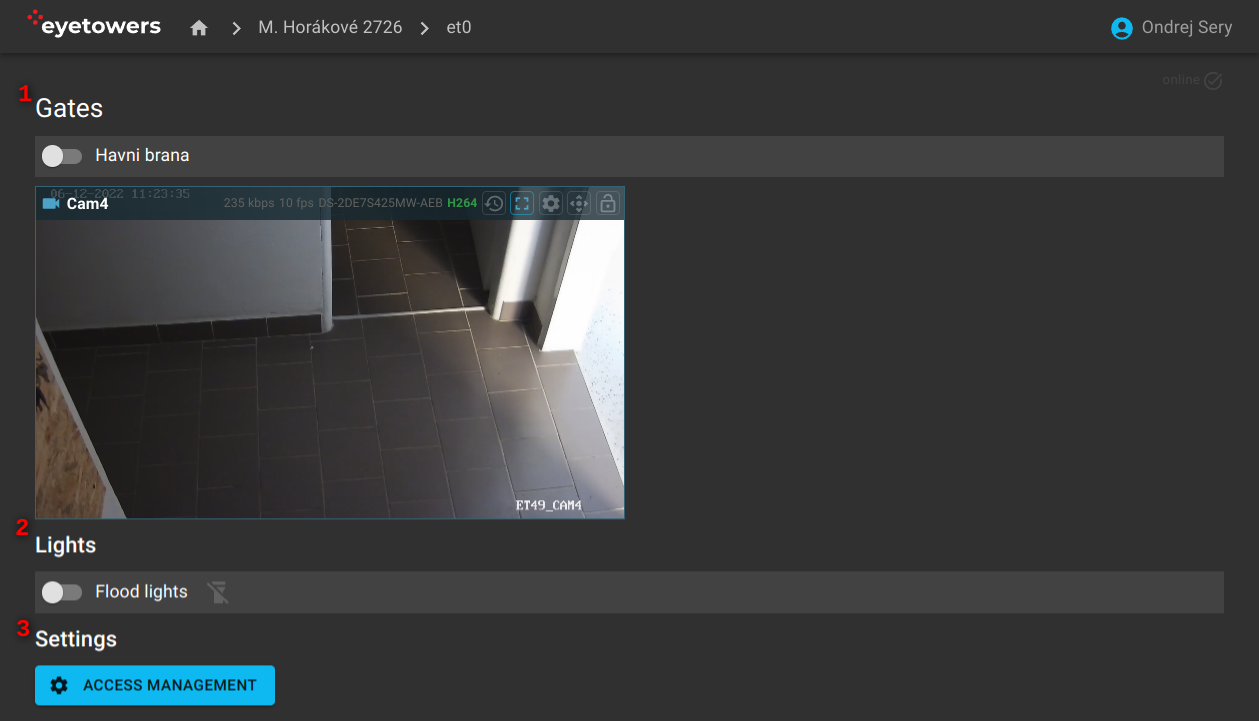 eyetowers
M. Horákové 2726
et0
Ondrej Sery
online
1
Gates
Havni brana
06-12-2022 11:23:35
Cam4
235 kbps 10 fps DS-2DE7S425MW-AEB H264
ET49_CAM4
2
Lights
Flood lights
3
Settings
ACCESS MANAGEMENT